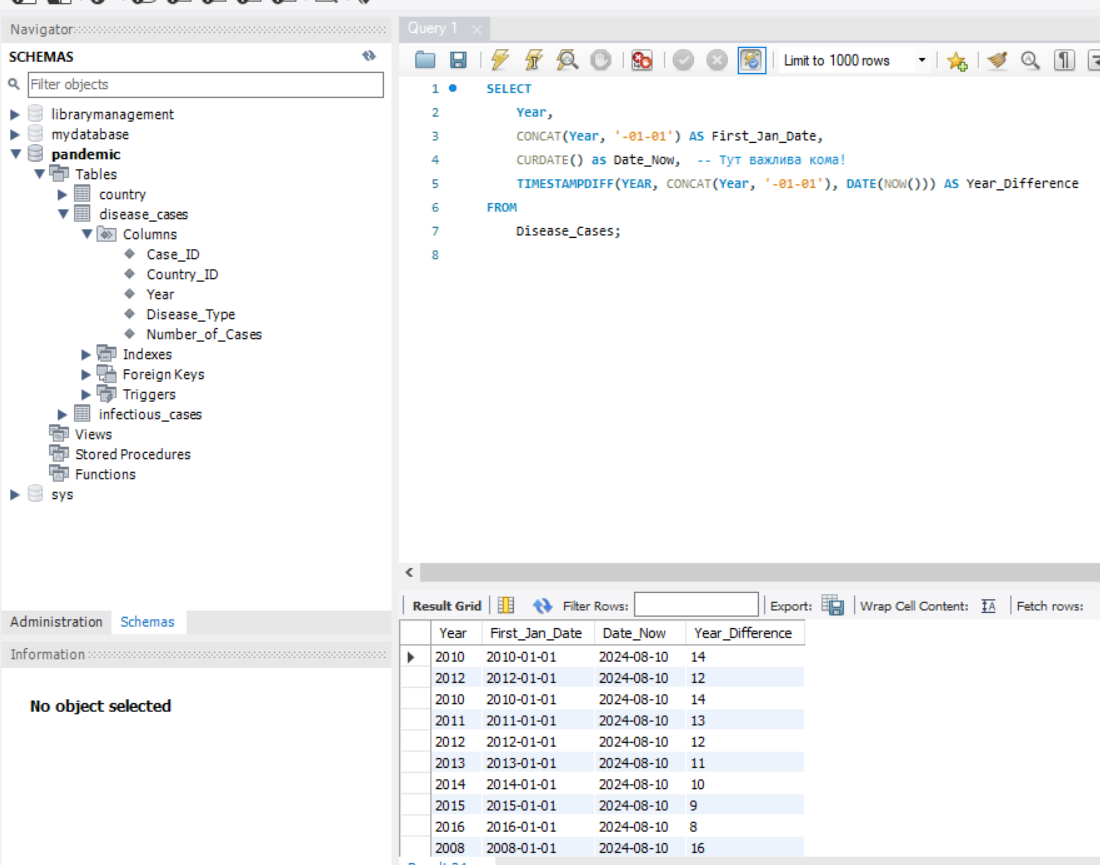 Navigator
Query 1
SCHEMAS
Limit to 1000 rows
Filter objects
librarymanagement
mydatabase
pandemic
Tables
country
disease_cases
Columns
Case_ID
Country_ID
Year
Disease_Type
Number_of_Cases
Indexes
Foreign Keys
Triggers
infectious_cases
Views
Stored Procedures
Functions
sys
1 SELECT
2 Year,
3 CONCAT(Year, '-01-01') AS First_Jan_Date,
4 CURDATE() as Date_Now, -- Тут важлива кома!
5 TIMESTAMPDIFF(YEAR, CONCAT(Year, '-01-01'), DATE(NOW())) AS Year_Difference
6 FROM
7 Disease_Cases;
8
Administration Schemas
Information
No object selected
Result Grid Filter Rows: Export: Wrap Cell Content: Fetch rows:
Year First_Jan_Date Date_Now Year_Difference
2010 2010-01-01 2024-08-10 14
2012 2012-01-01 2024-08-10 12
2010 2010-01-01 2024-08-10 14
2011 2011-01-01 2024-08-10 13
2012 2012-01-01 2024-08-10 12
2013 2013-01-01 2024-08-10 11
2014 2014-01-01 2024-08-10 10
2015 2015-01-01 2024-08-10 9
2016 2016-01-01 2024-08-10 8
2008 2008-01-01 2024-08-10 16